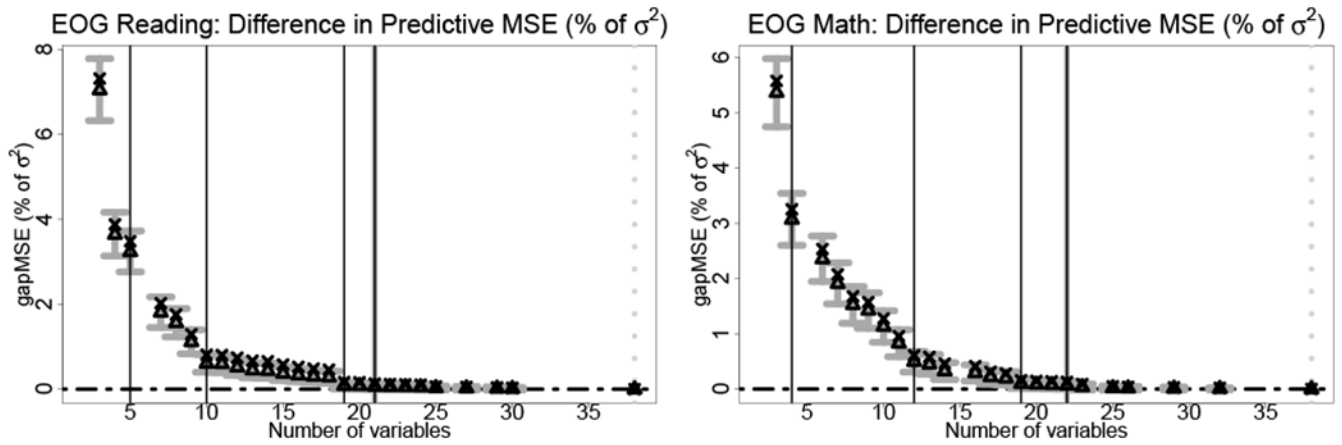 EOG Reading: Difference in Predictive MSE (% of σ²)
8
6
4
2
0
gapMSE (% of σ²)
5 10 15 20 25 30 35
Number of variables
EOG Math: Difference in Predictive MSE (% of σ²)
6
5
4
3
2
1
0
gapMSE (% of σ²)
5 10 15 20 25 30 35
Number of variables